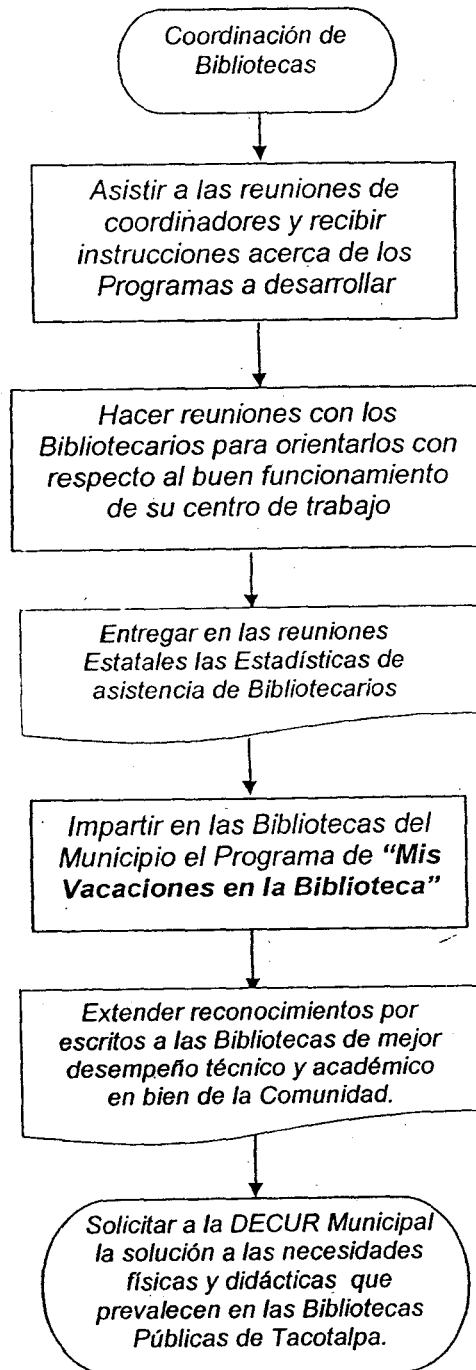 Coordinación de
Bibliotecas
Asistir a las reuniones de
coordinadores y recibir
instrucciones acerca de los
Programas a desarrollar
Hacer reuniones con los
Bibliotecarios para orientarlos con
respecto al buen funcionamiento
de su centro de trabajo
Entregar en las reuniones
Estatales las Estadísticas de
asistencia de Bibliotecarios
Impartir en las Bibliotecas del
Municipio el Programa de “Mis
Vacaciones en la Biblioteca”
Extender reconocimientos por
escritos a las Bibliotecas de mejor
desempeño técnico y académico
en bien de la Comunidad.
Solicitar a la DECUR Municipal
la solución a las necesidades
físicas y didácticas que
prevalecen en las Bibliotecas
Públicas de Tacotalpa.